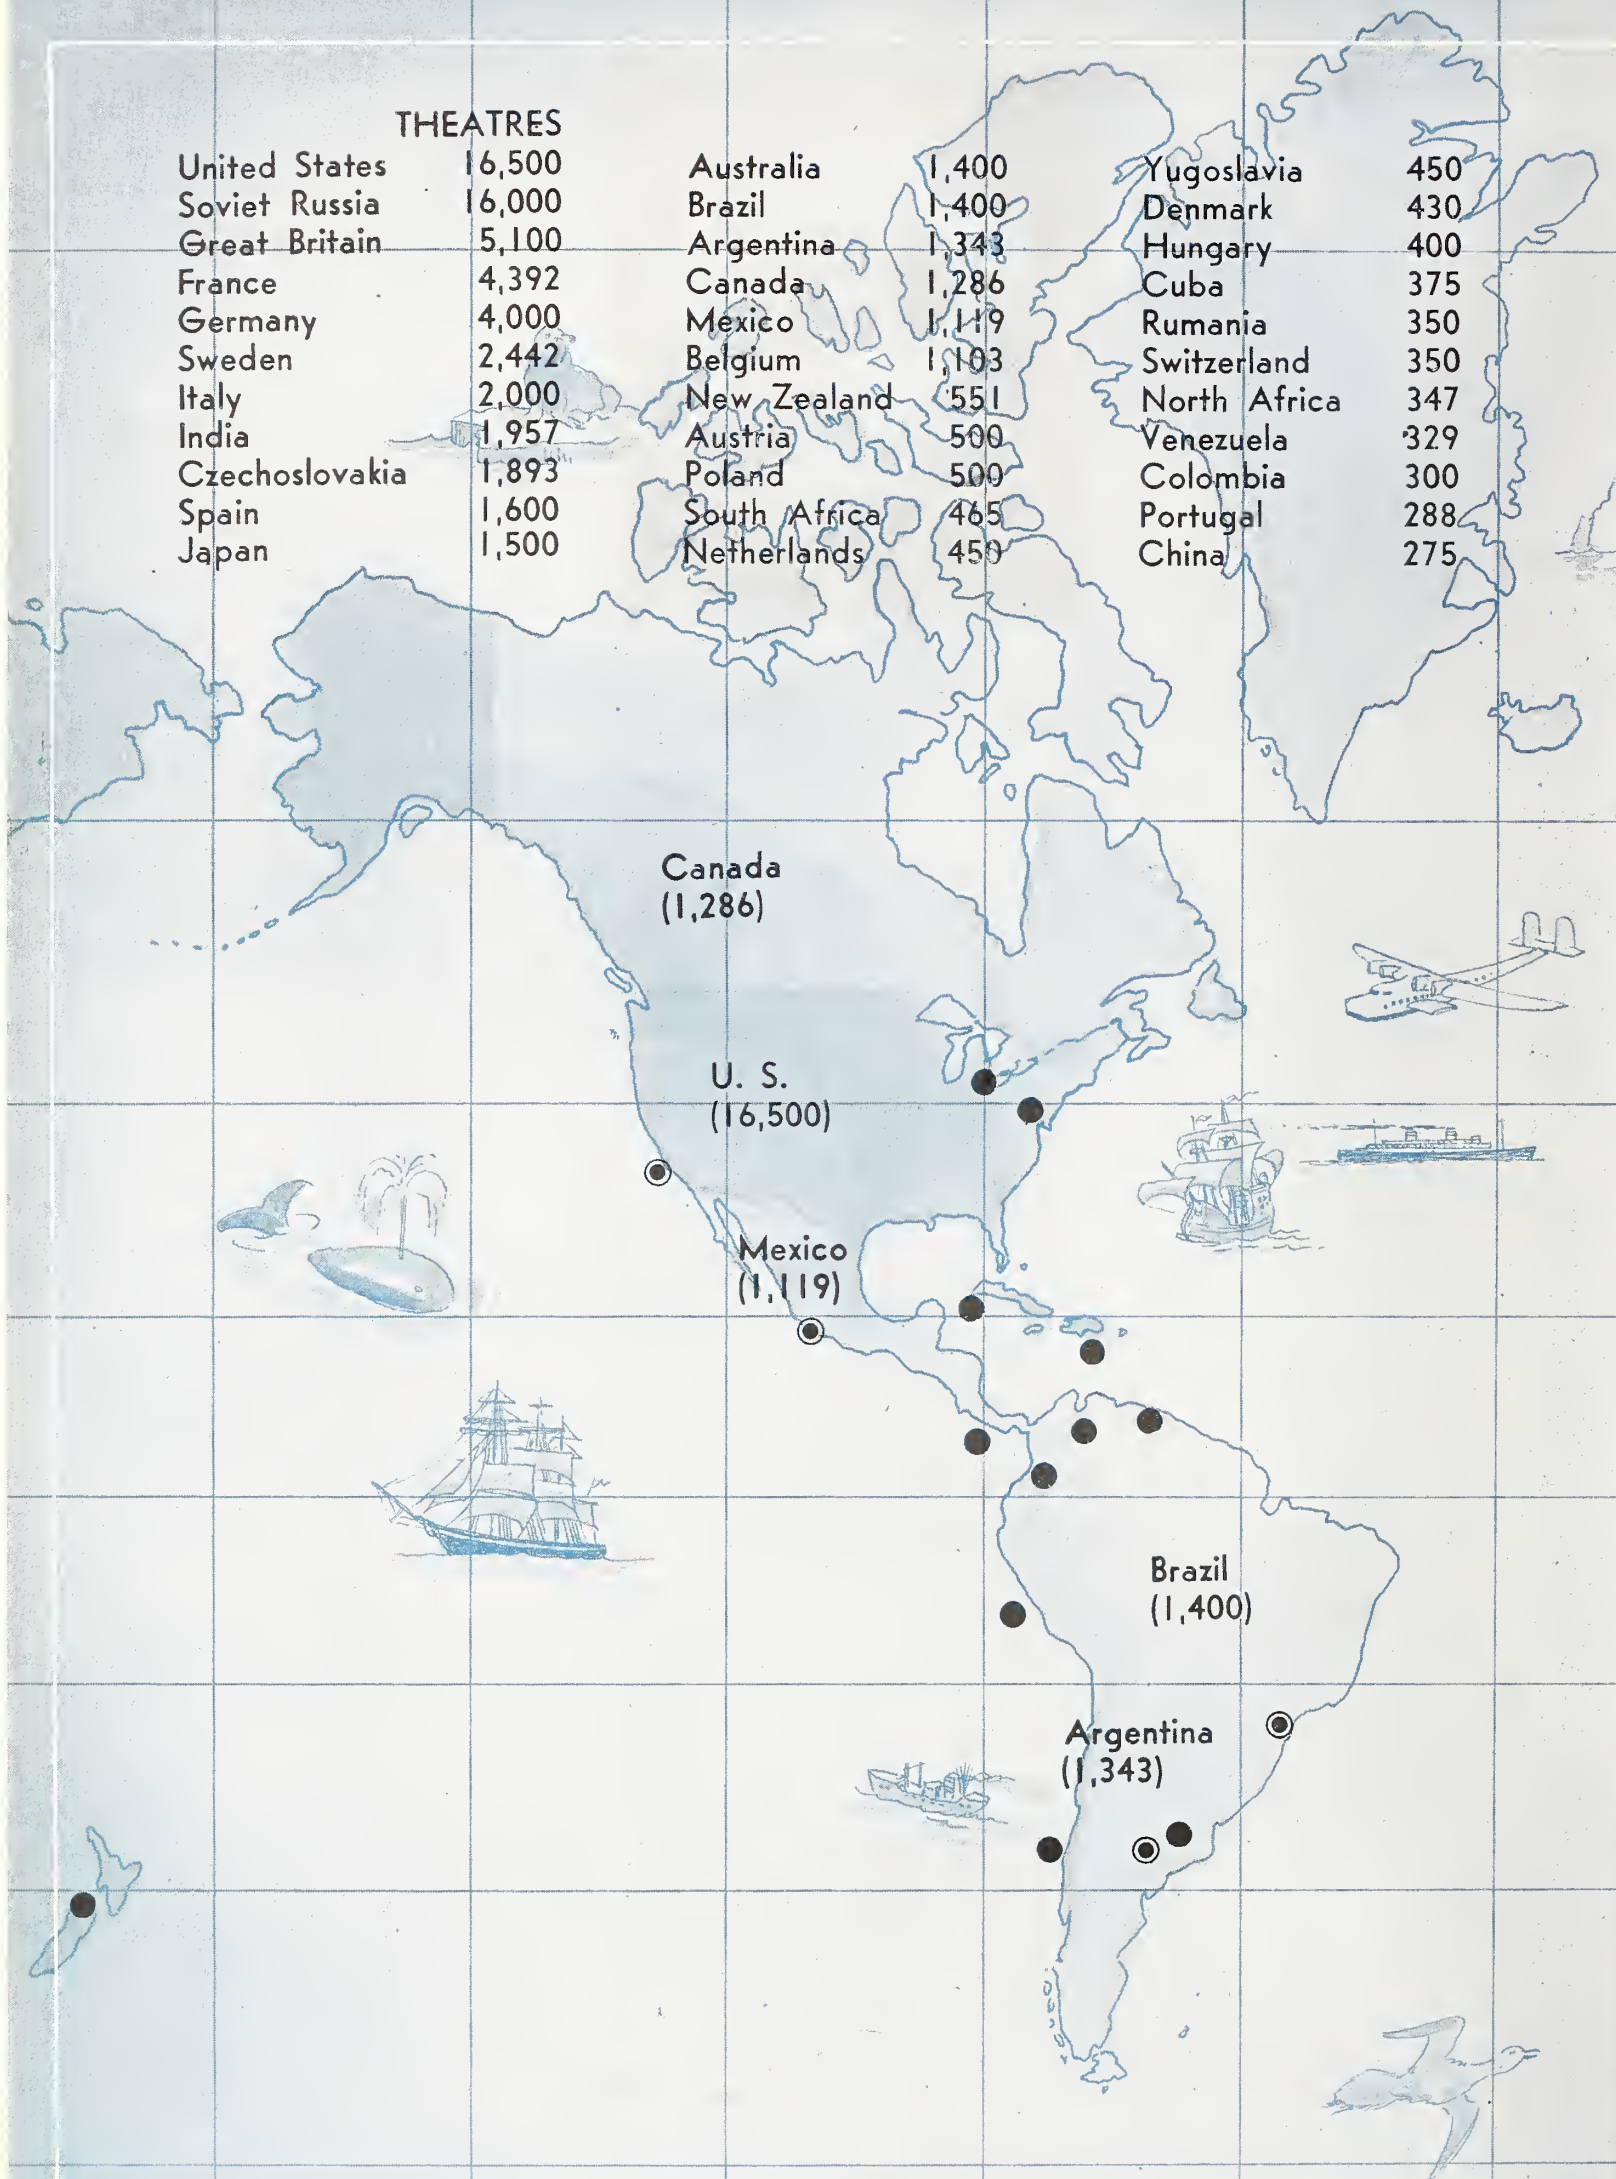 THEATRES
United States 16,500
Soviet Russia 16,000
Great Britain 5,100
France 4,392
Germany 4,000
Sweden 2,442
Italy 2,000
India 1,957
Czechoslovakia 1,893
Spain 1,600
Japan 1,500
Australia 1,400
Brazil 1,400
Argentina 1,343
Canada 1,286
Mexico 1,119
Belgium 1,103
New Zealand 551
Austria 500
Poland 500
South Africa 465
Netherlands 450
Yugoslavia 450
Denmark 430
Hungary 400
Cuba 375
Rumania 350
Switzerland 350
North Africa 347
Venezuela 329
Colombia 300
Portugal 288
China 275
Canada
(1,286)
U. S.
(16,500)
Mexico
(1,119)
Brazil
(1,400)
Argentina
(1,343)